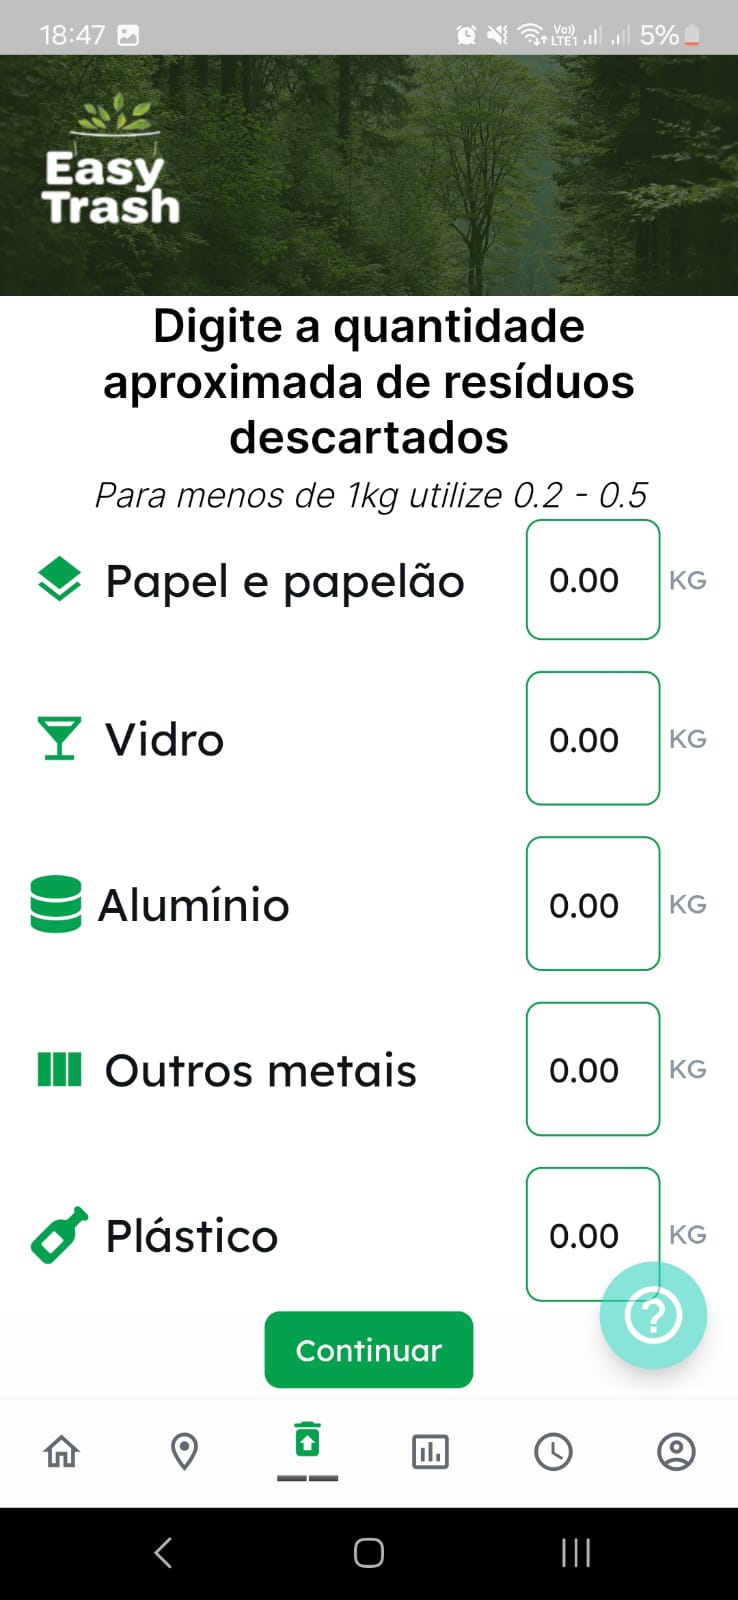 18:47
Vo))
LTE1
5%
Easy
Trash
Digite a quantidade
aproximada de resíduos
descartados
Para menos de 1kg utilize 0.2 - 0.5
Papel e papelão 0.00 KG
Vidro 0.00 KG
Alumínio 0.00 KG
Outros metais 0.00 KG
Plástico 0.00 KG
?
Continuar